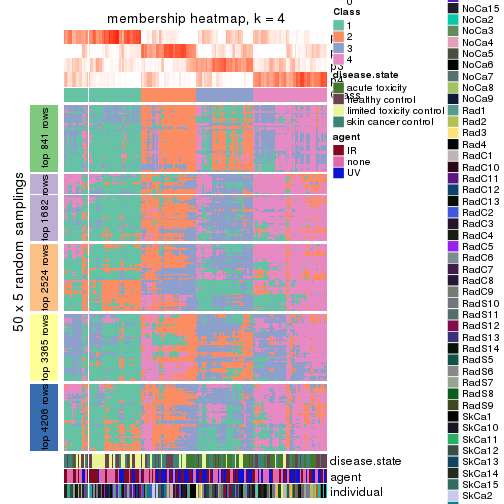 membership heatmap, k = 4
50 x 5 random samplings
top 841 rows
top 1682 rows
top 2524 rows
top 3365 rows
top 4206 rows
disease.state
agent
individual
Class
1
2
3
4
disease.state
acute toxicity
healthy control
limited toxicity control
skin cancer control
agent
IR
none
UV
NoCa15
NoCa2
NoCa3
NoCa4
NoCa5
NoCa6
NoCa7
NoCa8
NoCa9
Rad1
Rad2
Rad3
Rad4
RadC1
RadC10
RadC11
RadC12
RadC13
RadC2
RadC3
RadC4
RadC5
RadC6
RadC7
RadC8
RadC9
RadS10
RadS11
RadS12
RadS13
RadS14
RadS5
RadS6
RadS7
RadS8
RadS9
SkCa1
SkCa10
SkCa11
SkCa12
SkCa13
SkCa14
SkCa15
SkCa2